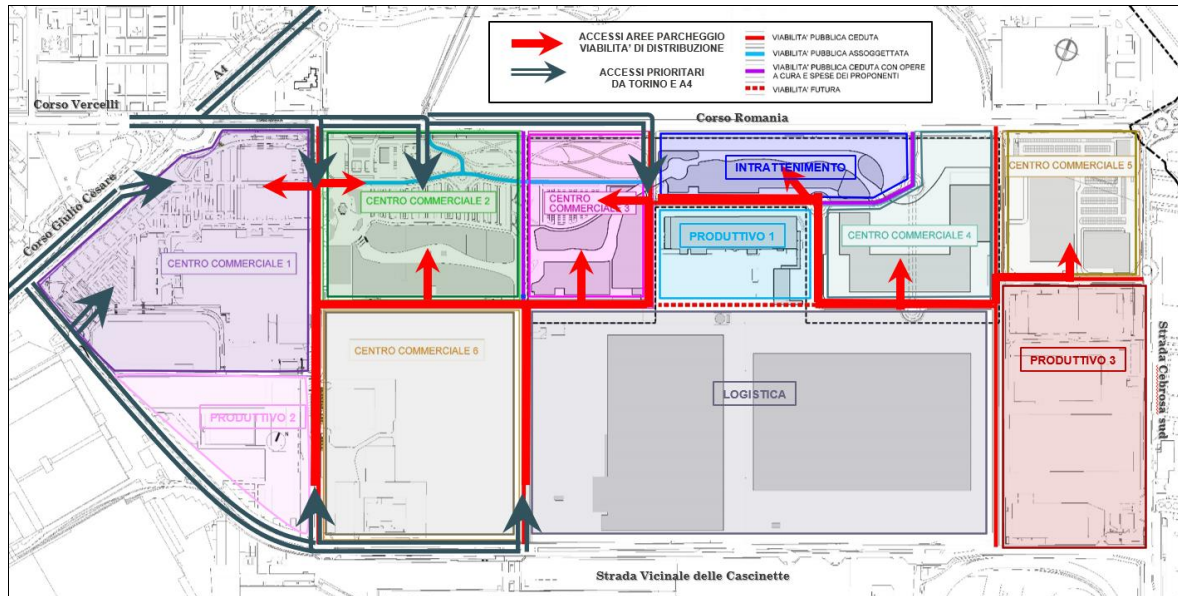 ACCESSI AREE PARCHEGGIO
VIABILITA' DI DISTRIBUZIONE
ACCESSI PRIORITARI
DA TORINO E A4
VIABILITA' PUBBLICA CEDUTA
VIABILITA' PUBBLICA ASSOGGETTATA
VIABILITA' PUBBLICA CEDUTA CON OPERE
A CURA E SPESE DEI PROPONENTI
VIABILITA' FUTURA
A4
Corso Vercelli
Corso Romania
Corso Giulio Cesare
INTRATTENIMENTO
CENTRO COMMERCIALE 5
CENTRO COMMERCIALE 2
CENTRO
COMMERCIALE 3
PRODUTTIVO 1
CENTRO COMMERCIALE 4
CENTRO COMMERCIALE 1
CENTRO COMMERCIALE 6
PRODUTTIVO 3
LOGISTICA
PRODUTTIVO 2
Strada Cebrosa sud
Strada Vicinale delle Cascinette